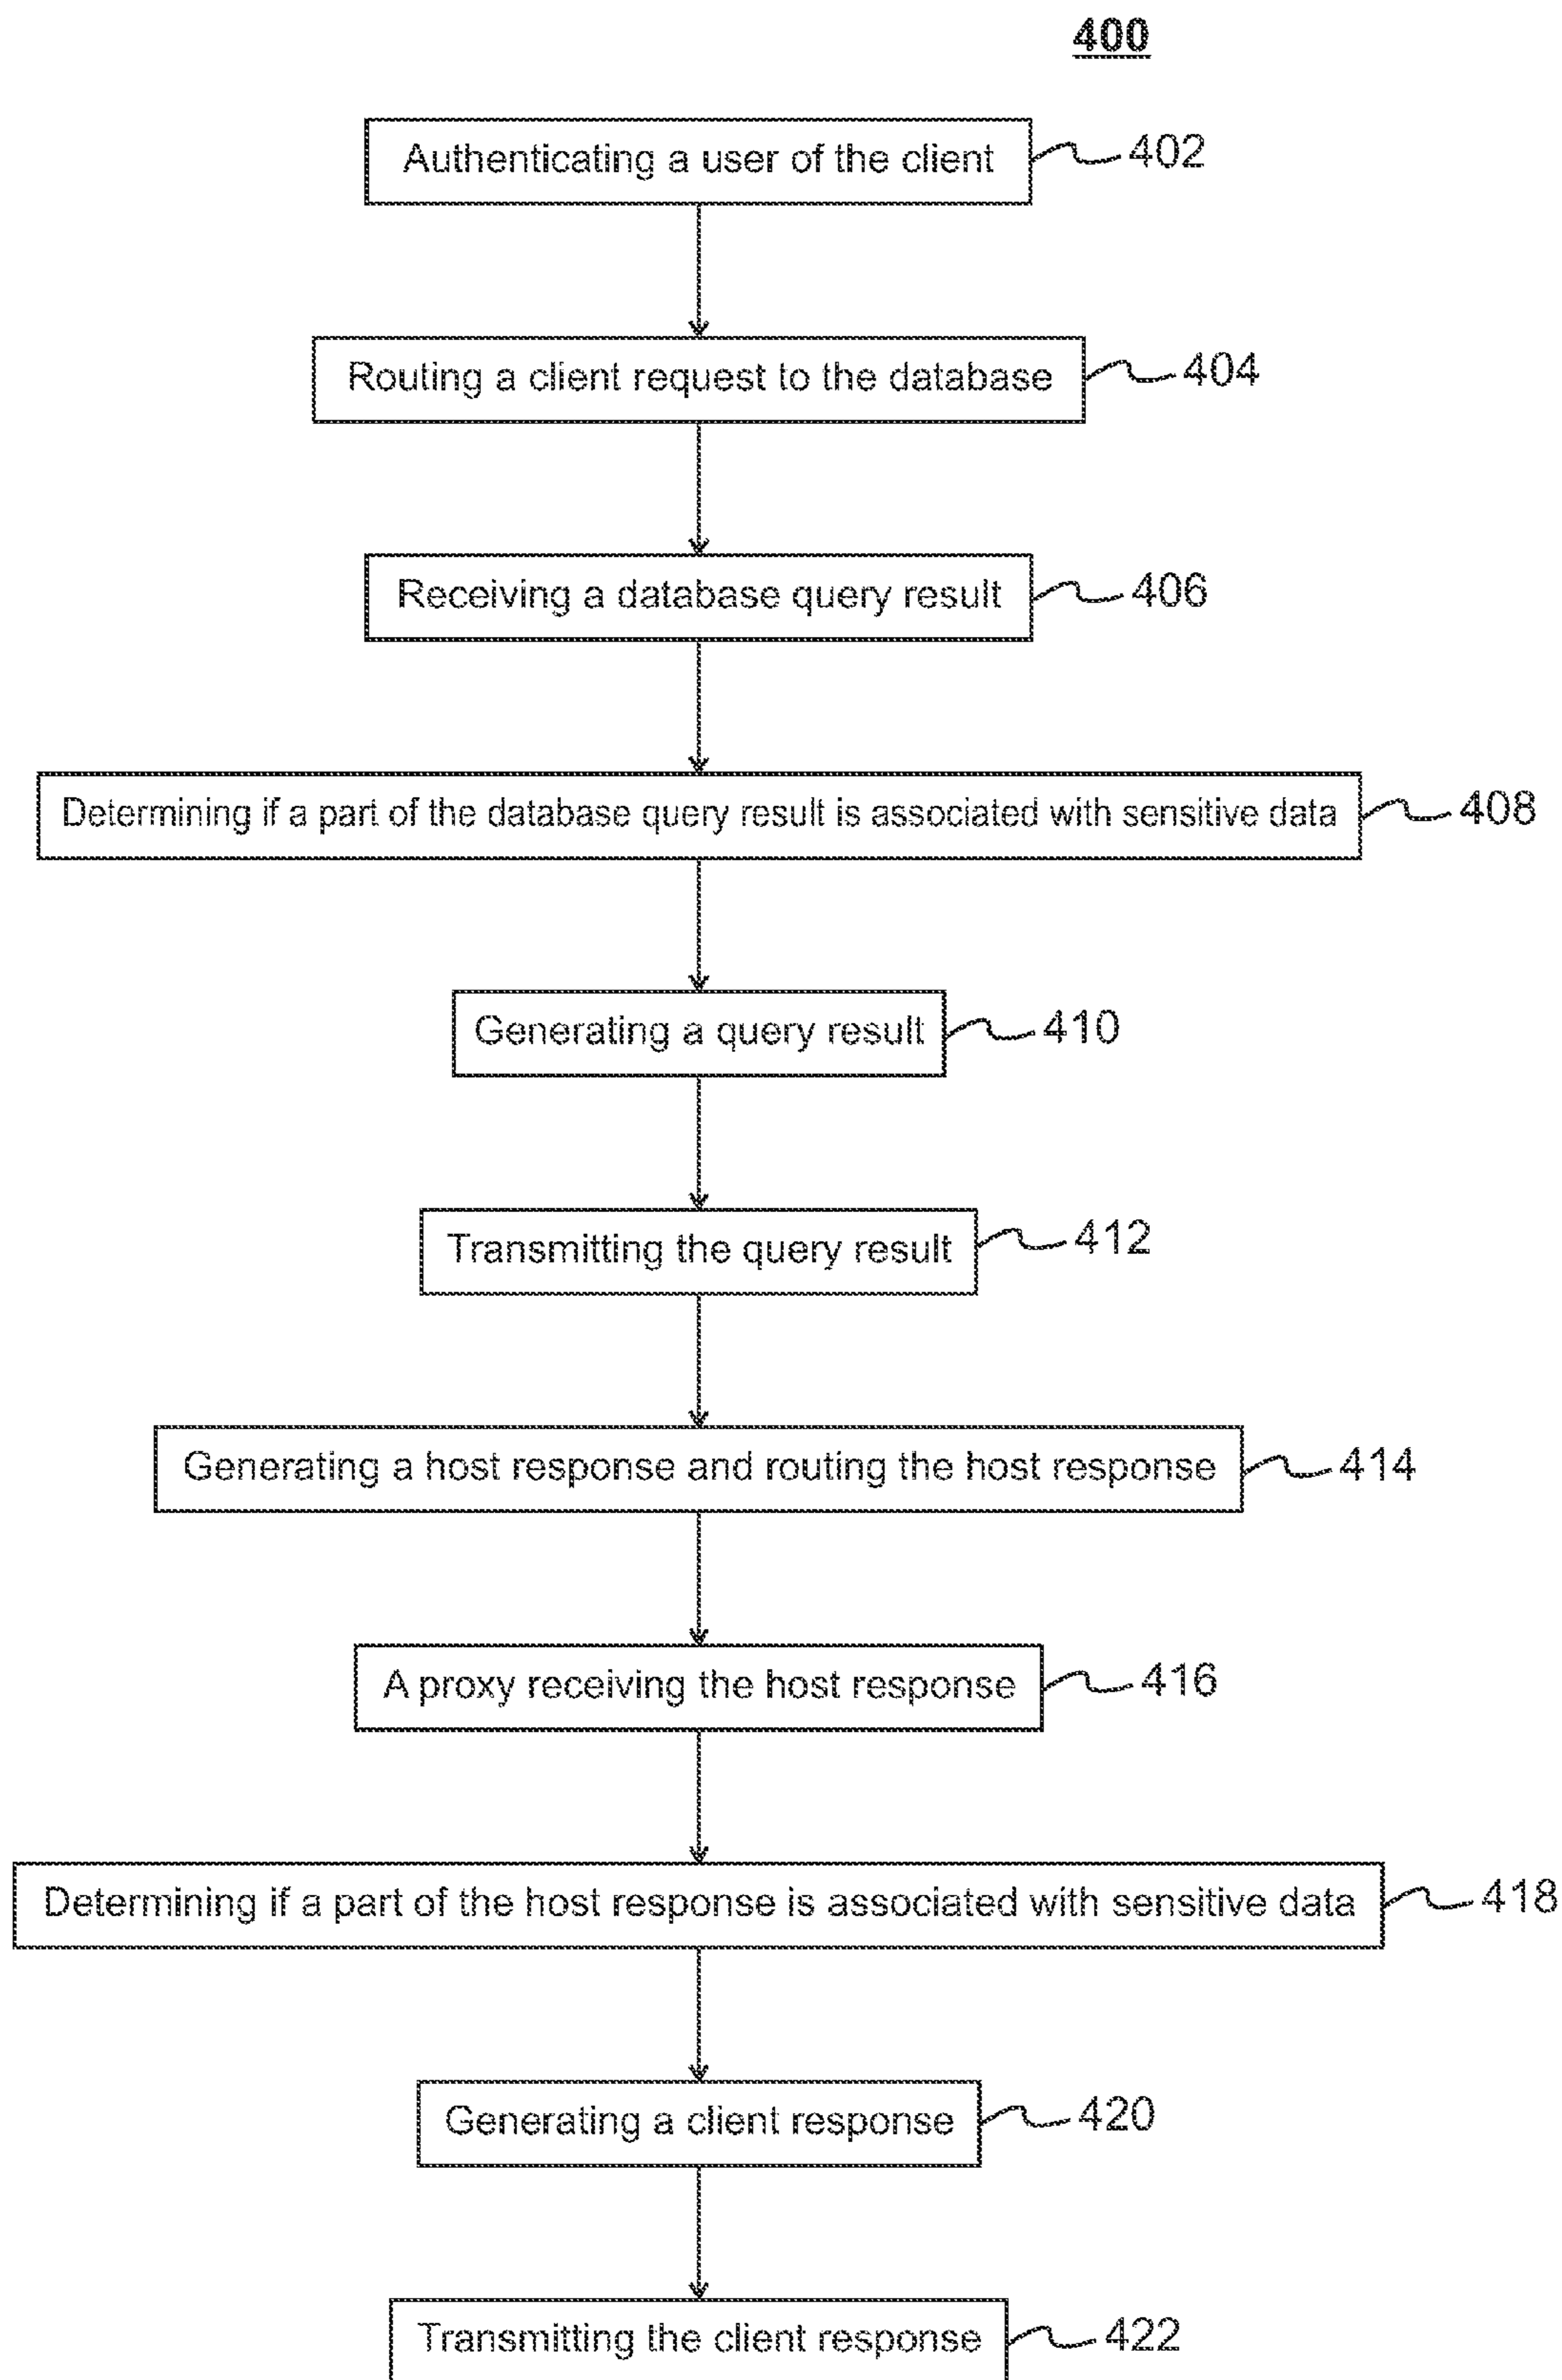 400
Authenticating a user of the client 402
Routing a client request to the database 404
Receiving a database query result 406
Determining if a part of the database query result is associated with sensitive data 408
Generating a query result 410
Transmitting the query result 412
Generating a host response and routing the host response 414
A proxy receiving the host response 416
Determining if a part of the host response is associated with sensitive data 418
Generating a client response 420
Transmitting the client response 422